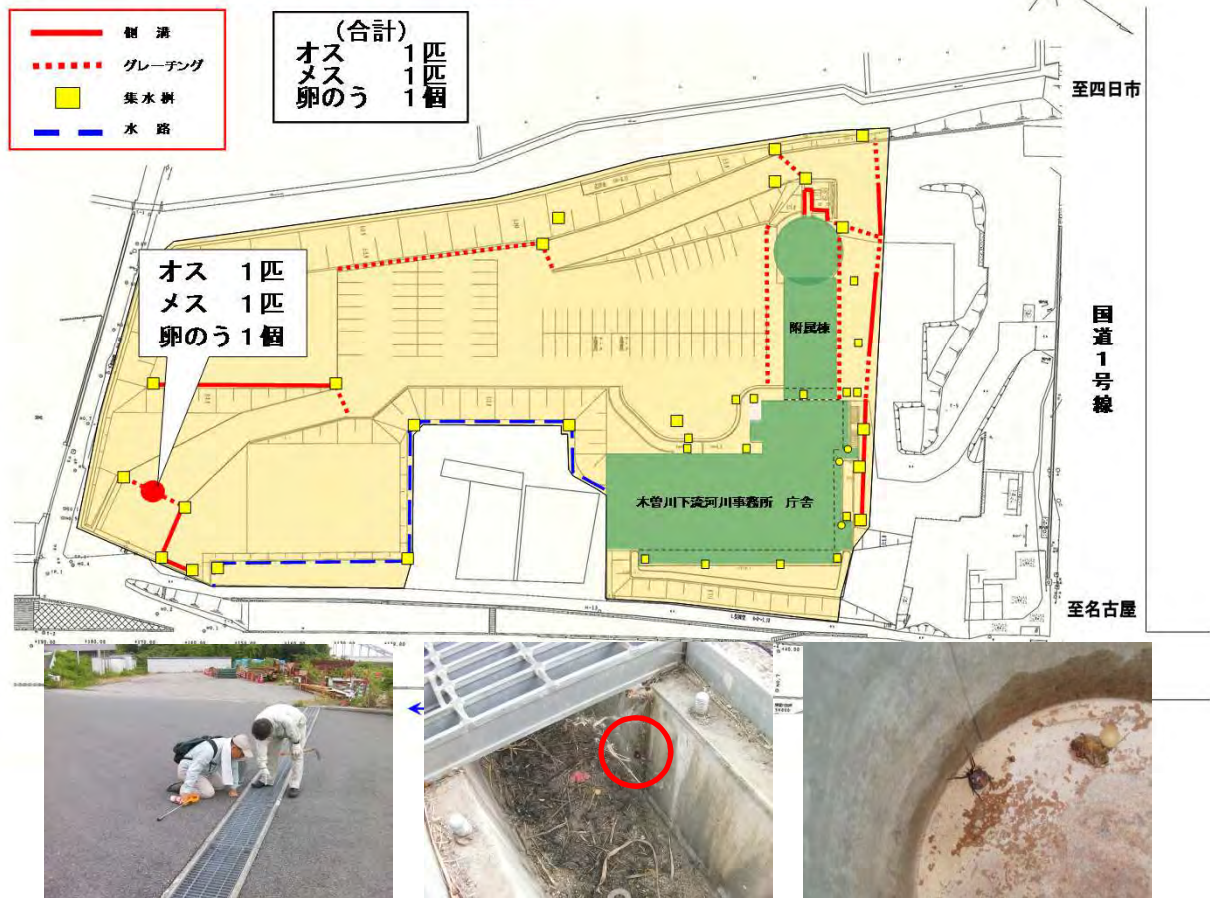 側溝
グレーチング
集水桝
水路
(合計)
オス 1匹
メス 1匹
卵のう 1個
至四日市
オス 1匹
メス 1匹
卵のう1個
附属棟
国道1号線
木曽川下流河川事務所 庁舎
至名古屋